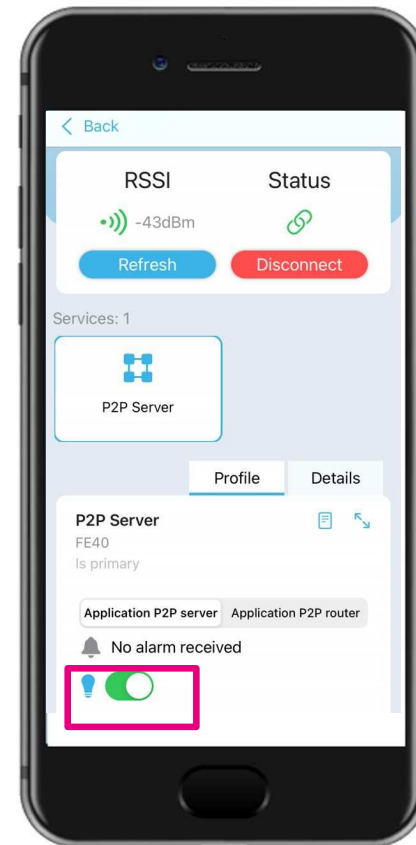 Back
RSSI
Status
-43dBm
Refresh
Disconnect
Services: 1
P2P Server
Profile
Details
P2P Server
FE40
Is primary
Application P2P server
Application P2P router
No alarm received